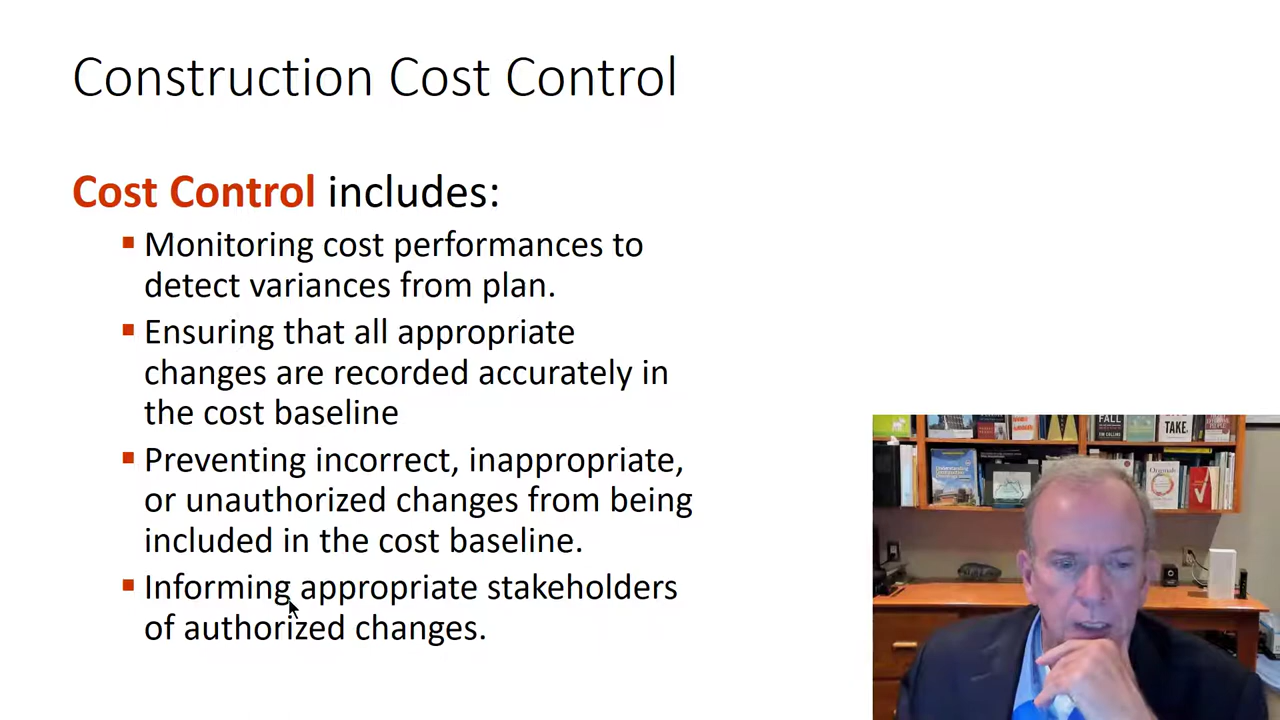 Construction Cost Control
Cost Control includes:
▪ Monitoring cost performances to
detect variances from plan.
▪ Ensuring that all appropriate
changes are recorded accurately in
the cost baseline
▪ Preventing incorrect, inappropriate,
or unauthorized changes from being
included in the cost baseline.
▪ Informing appropriate stakeholders
of authorized changes.
FALL
TAKE.